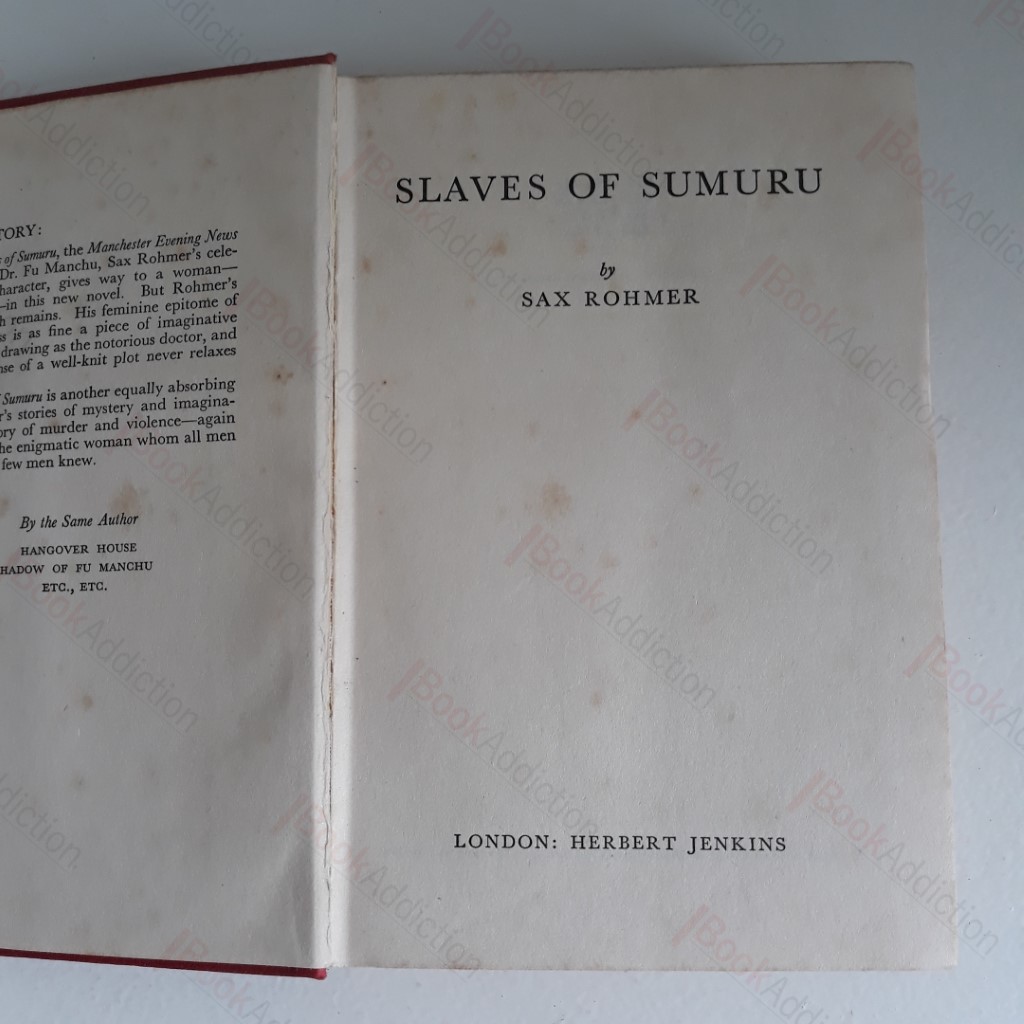 TORY:
s of Sumuru, the Manchester Evening News
Dr. Fu Manchu, Sax Rohmer's cele-
haracter, gives way to a woman—
—in this new novel. But Rohmer's
h remains. His feminine epitome of
ss is as fine a piece of imaginative
drawing as the notorious doctor, and
nse of a well-knit plot never relaxes
Sumuru is another equally absorbing
r's stories of mystery and imagina-
ory of murder and violence—again
he enigmatic woman whom all men
few men knew.
By the Same Author
HANGOVER HOUSE
HADOW OF FU MANCHU
ETC., ETC.
SLAVES OF SUMURU
by
SAX ROHMER
LONDON: HERBERT JENKINS
BookAddiction